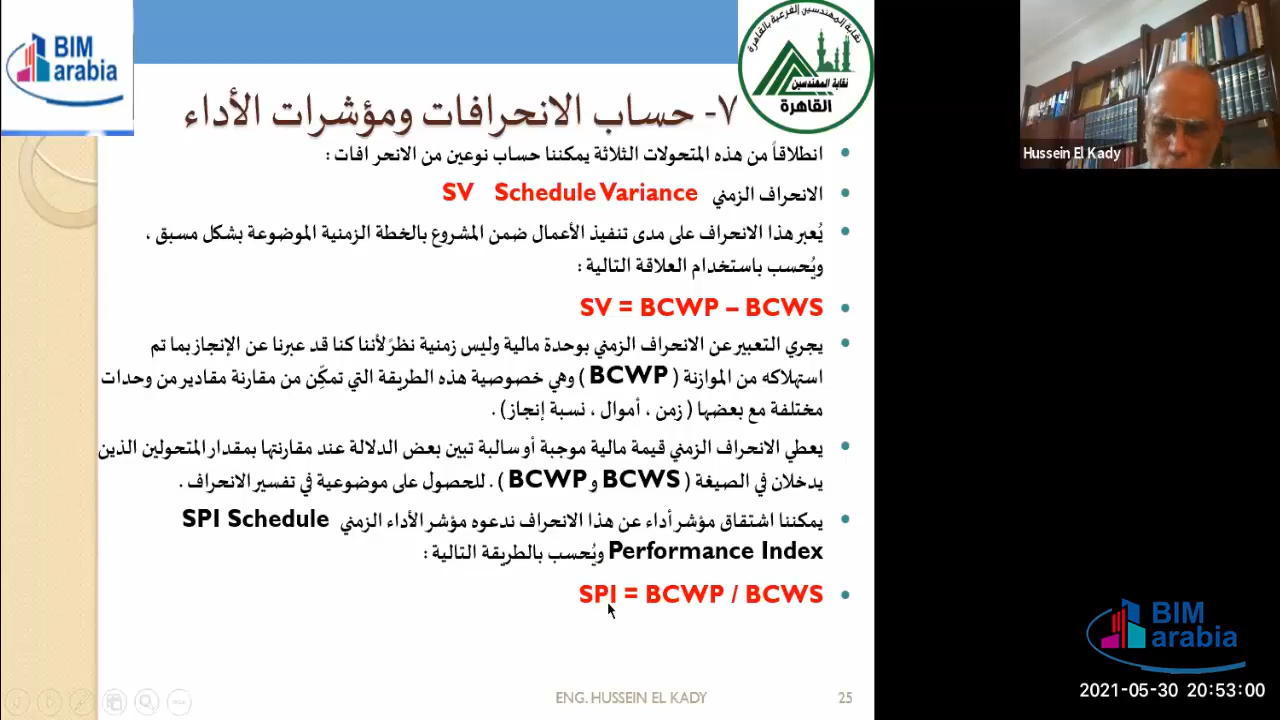 BIM
arabia
نقابة المهندسين الفرعية بالقاهرة
نقابة المهندسين
القاهرة
٧- حساب الانحرافات ومؤشرات الأداء
انطلاقاً من هذه المتحولات الثلاثة يمكننا حساب نوعين من الانحرافات :
الانحراف الزمني SV Schedule Variance
يُعبر هذا الانحراف على مدى تنفيذ الأعمال ضمن المشروع بالخطة الزمنية الموضوعة بشكل مسبق ،
ويُحسب باستخدام العلاقة التالية :
SV = BCWP – BCWS
يجري التعبير عن الانحراف الزمني بوحدة مالية وليس زمنية نظرً لأننا كنا قد عبرنا عن الإنجاز بما تم
استهلاكه من الموازنة ( BCWP ) وهي خصوصية هذه الطريقة التي تمكِّن من مقارنة مقادير من وحدات
مختلفة مع بعضها ( زمن ، أموال ، نسبة إنجاز ) .
يعطي الانحراف الزمني قيمة مالية موجبة أو سالبة تبين بعض الدلالة عند مقارنتها بمقدار المتحولين الذين
يدخلان في الصيغة ( BCWS و BCWP ) . للحصول على موضوعية في تفسير الانحراف .
يمكننا اشتقاق مؤشر أداء عن هذا الانحراف ندعوه مؤشر الأداء الزمني SPI Schedule
Performance Index ويُحسب بالطريقة التالية :
SPI = BCWP / BCWS
ENG. HUSSEIN EL KADY
25
Hussein El Kady
BIM
arabia
2021-05-30 20:53:00